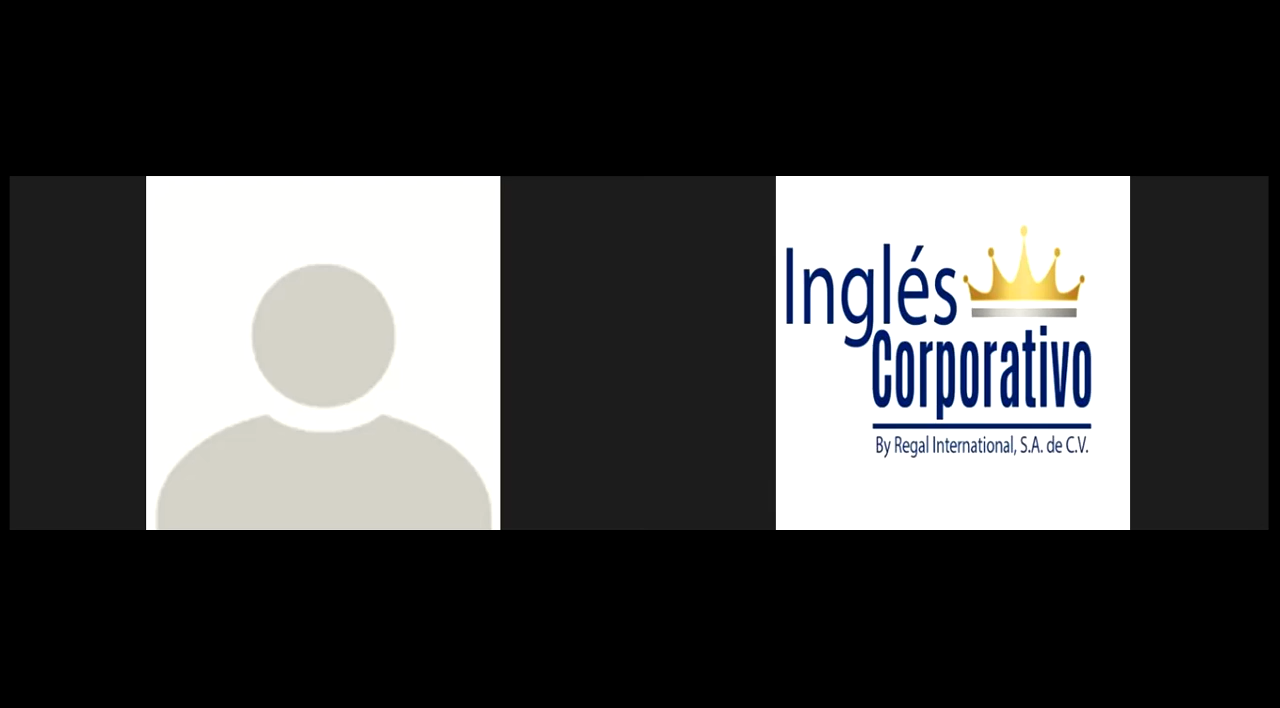 Inglés
Corporativo
By Regal International, S.A. de C.V.